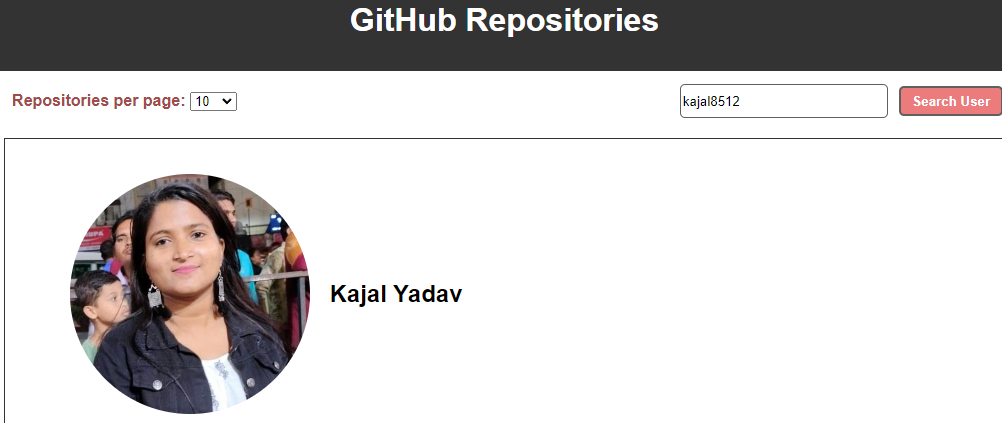 GitHub Repositories
Repositories per page: 10
kajal8512
Search User
Kajal Yadav